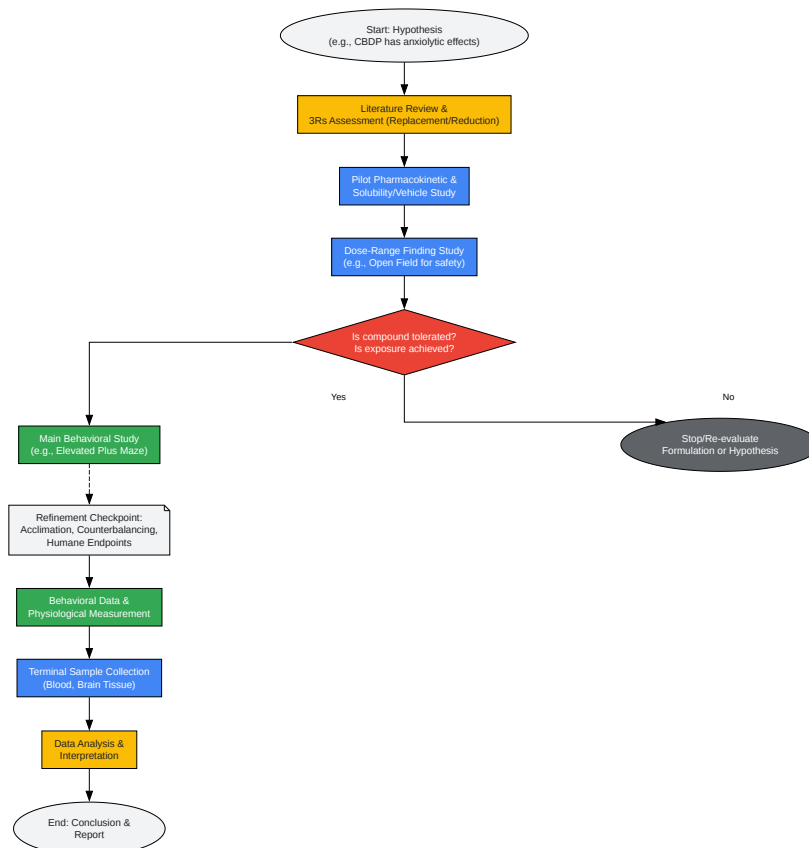 Start: Hypothesis
(e.g., CBDP has anxiolytic effects)
Literature Review &
3Rs Assessment (Replacement/Reduction)
Pilot Pharmacokinetic &
Solubility/Vehicle Study
Dose-Range Finding Study
(e.g., Open Field for safety)
Is compound tolerated?
Is exposure achieved?
Yes
No
Main Behavioral Study
(e.g., Elevated Plus Maze)
Stop/Re-evaluate
Formulation or Hypothesis
Refinement Checkpoint:
Acclimation, Counterbalancing,
Humane Endpoints
Behavioral Data &
Physiological Measurement
Terminal Sample Collection
(Blood, Brain Tissue)
Data Analysis &
Interpretation
End: Conclusion &
Report